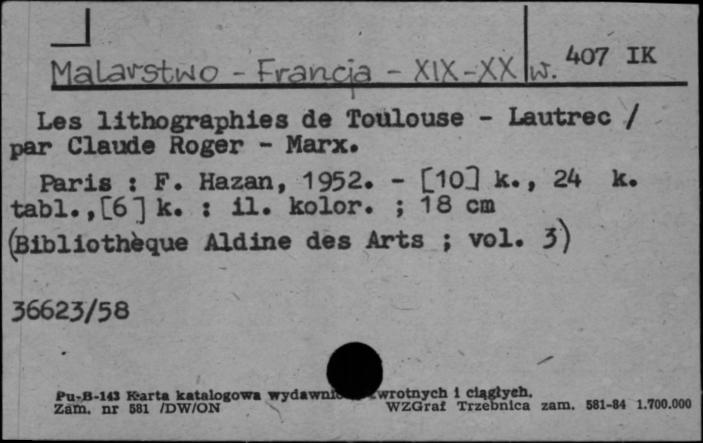 Malarstwo - Francja - XIX-XX w. 407 IK
Les lithographies de Toulouse - Lautrec /
par Claude Roger - Marx.
Paris : F. Hazan, 1952. - [10] k., 24 k.
tabl.,[6] k. : il. kolor. ; 18 cm
(Bibliothèque Aldine des Arts ; vol. 3)
36623/58
Pu-B-143 Karta katalogowa wydawnic zwrotnych i ciągłych.
Zam. nr 581 /DW/ON WZGraf Trzebnica zam. 581-84 1.700.000